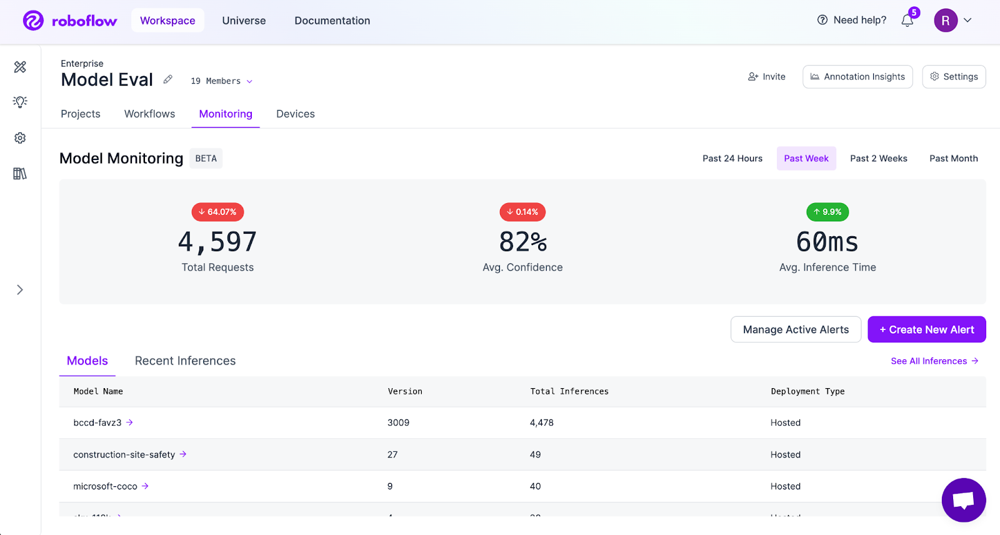 roboflow Workspace Universe Documentation Need help? 5 R
Enterprise
Model Eval 19 Members Invite Annotation Insights Settings
Projects Workflows Monitoring Devices
Model Monitoring BETA Past 24 Hours Past Week Past 2 Weeks Past Month
↓ 64.07% ↓ 0.14% ↑ 9.9%
4,597 82% 60ms
Total Requests Avg. Confidence Avg. Inference Time
Manage Active Alerts + Create New Alert
Models Recent Inferences See All Inferences →
Model Name Version Total Inferences Deployment Type
bccd-favz3 → 3009 4,478 Hosted
construction-site-safety → 27 49 Hosted
microsoft-coco → 9 40 Hosted